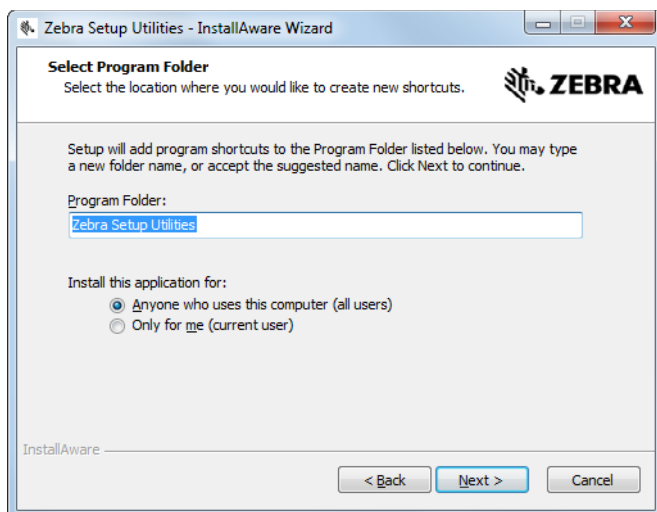 Zebra Setup Utilities - InstallAware Wizard
Select Program Folder
Select the location where you would like to create new shortcuts.
ZEBRA
Setup will add program shortcuts to the Program Folder listed below. You may type
a new folder name, or accept the suggested name. Click Next to continue.
Program Folder:
Zebra Setup Utilities
Install this application for:
Anyone who uses this computer (all users)
Only for me (current user)
InstallAware
< Back Next > Cancel